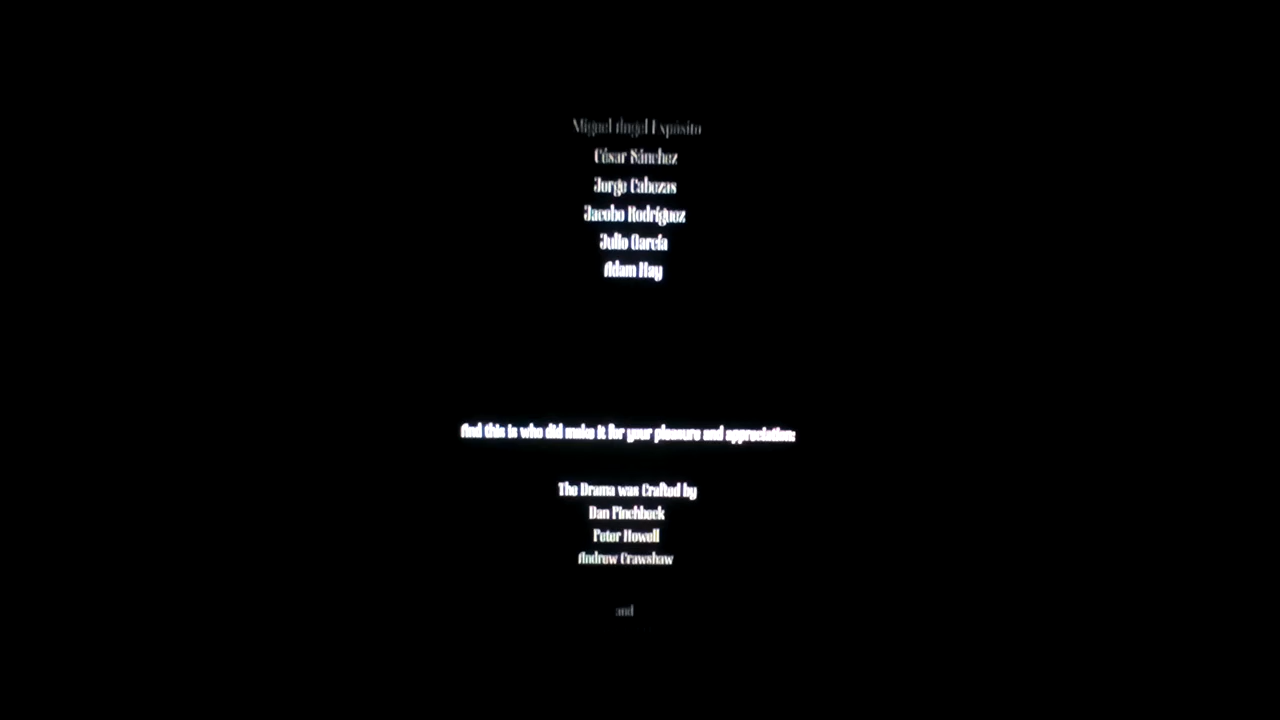 Miguel Ángel Expósito
César Sánchez
Jorge Cabezas
Jacobo Rodríguez
Julio García
Adam Hay
And this is who did make it for your pleasure and appreciation:
The Drama was Crafted by
Dan Pinchbeck
Peter Howell
Andrew Crawshaw
and